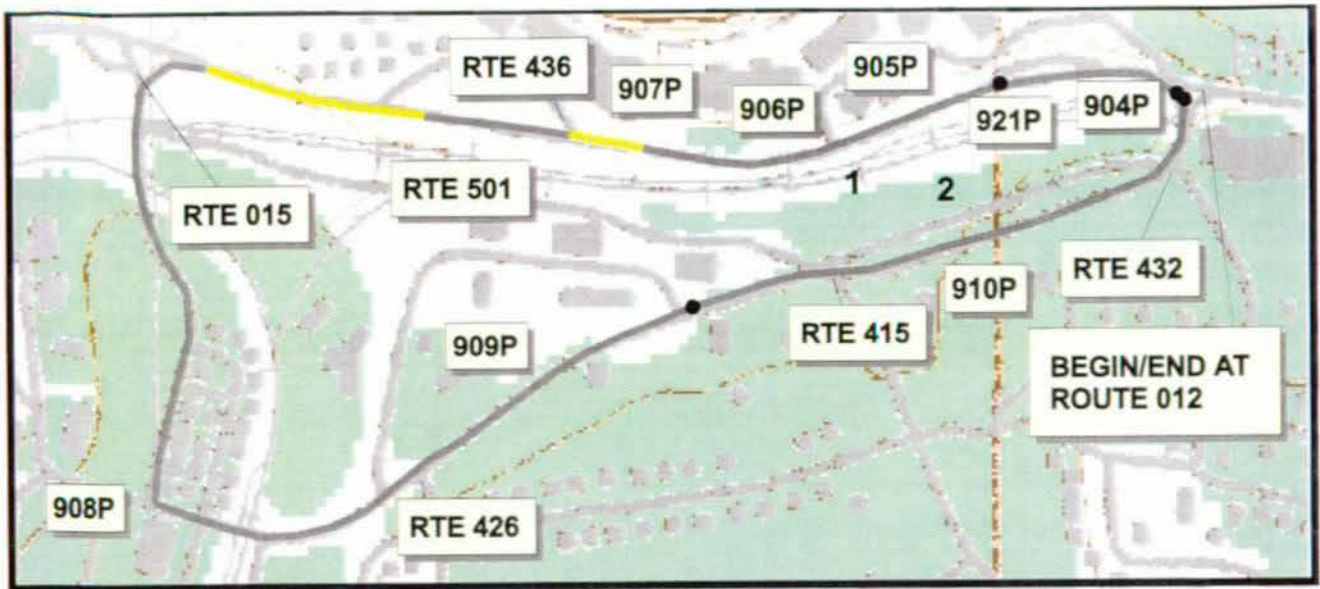 RTE 436
907P
906P
905P
921P
904P
RTE 015
RTE 501
1
2
RTE 432
910P
RTE 415
909P
BEGIN/END AT
ROUTE 012
908P
RTE 426